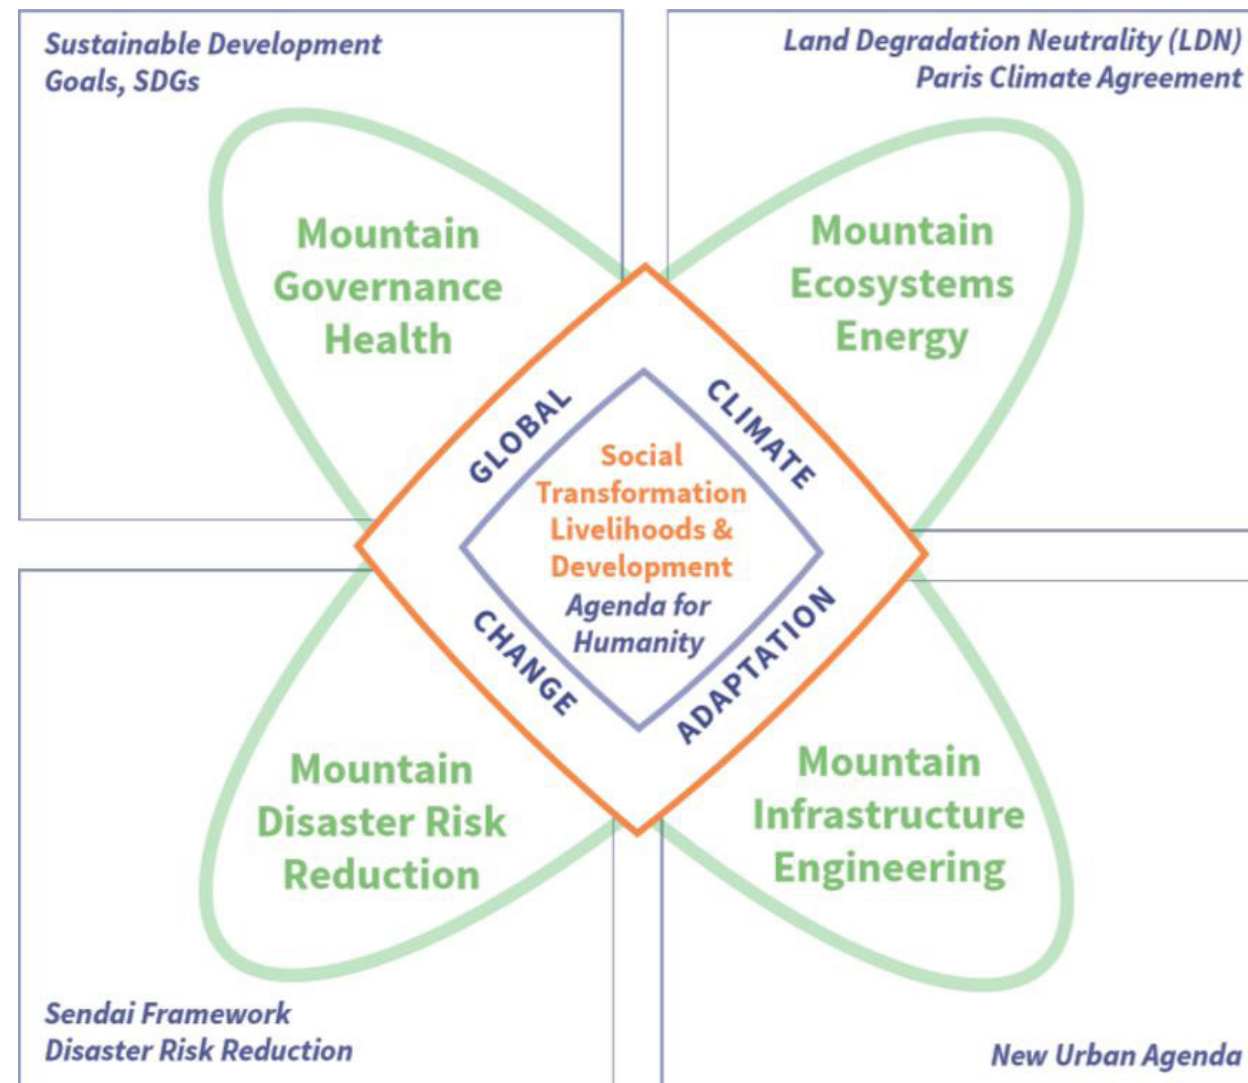 Sustainable Development
Goals, SDGs
Land Degradation Neutrality (LDN)
Paris Climate Agreement
Mountain
Governance
Health
Mountain
Ecosystems
Energy
GLOBAL
CLIMATE
Social
Transformation
Livelihoods &
Development
Agenda for
Humanity
CHANGE
ADAPTATION
Mountain
Disaster Risk
Reduction
Mountain
Infrastructure
Engineering
Sendai Framework
Disaster Risk Reduction
New Urban Agenda